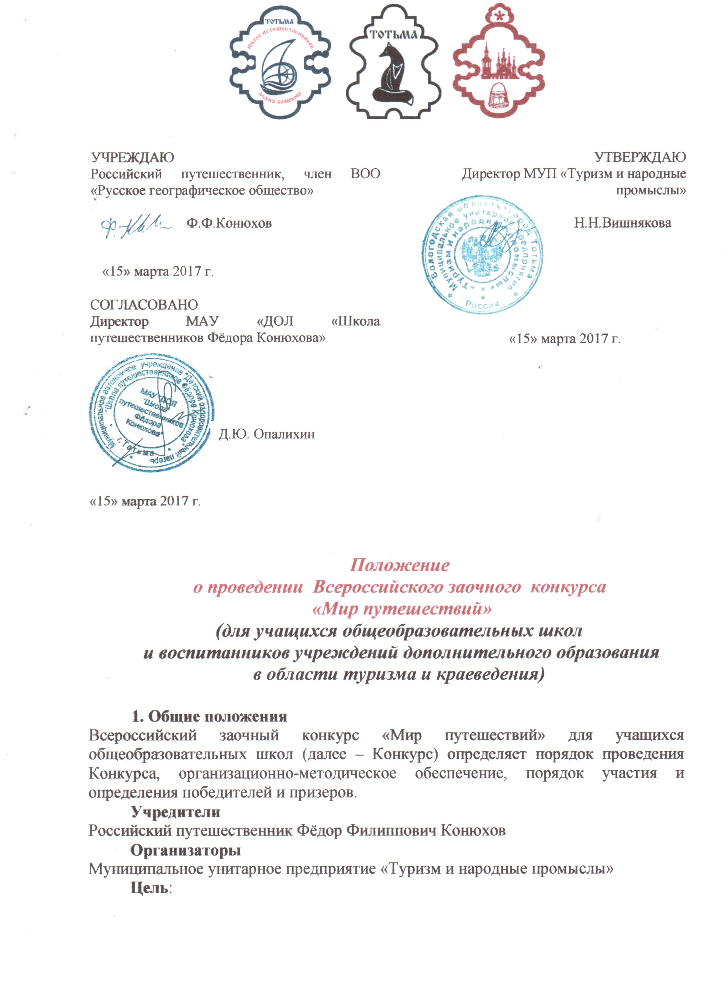 ТОТЬМА
ШКОЛА ПУТЕШЕСТВЕННИКОВ
ФЁДОРА КОНЮХОВА
ТОТЬМА
УЧРЕЖДАЮ
Российский путешественник, член ВОО
«Русское географическое общество»
Ф.Ф.Конюхов
«15» марта 2017 г.
УТВЕРЖДАЮ
Директор МУП «Туризм и народные
промыслы»
Н.Н.Вишнякова
Вологодская область * город Тотьма
Муниципальное унитарное предприятие
«Туризм и народные промыслы»
Россия
«15» марта 2017 г.
СОГЛАСОВАНО
Директор МАУ «ДОЛ «Школа
путешественников Фёдора Конюхова»
Муниципальное автономное учреждение "Детский оздоровительный лагерь
"Школа путешественников Фёдора Конюхова"
г. Тотьма
МАУ "ДОЛ
"Школа
путешественников
Фёдора
Конюхова"
Д.Ю. Опалихин
«15» марта 2017 г.
Положение
о проведении Всероссийского заочного конкурса
«Мир путешествий»
(для учащихся общеобразовательных школ
и воспитанников учреждений дополнительного образования
в области туризма и краеведения)
1. Общие положения
Всероссийский заочный конкурс «Мир путешествий» для учащихся
общеобразовательных школ (далее – Конкурс) определяет порядок проведения
Конкурса, организационно-методическое обеспечение, порядок участия и
определения победителей и призеров.
Учредители
Российский путешественник Фёдор Филиппович Конюхов
Организаторы
Муниципальное унитарное предприятие «Туризм и народные промыслы»
Цель: